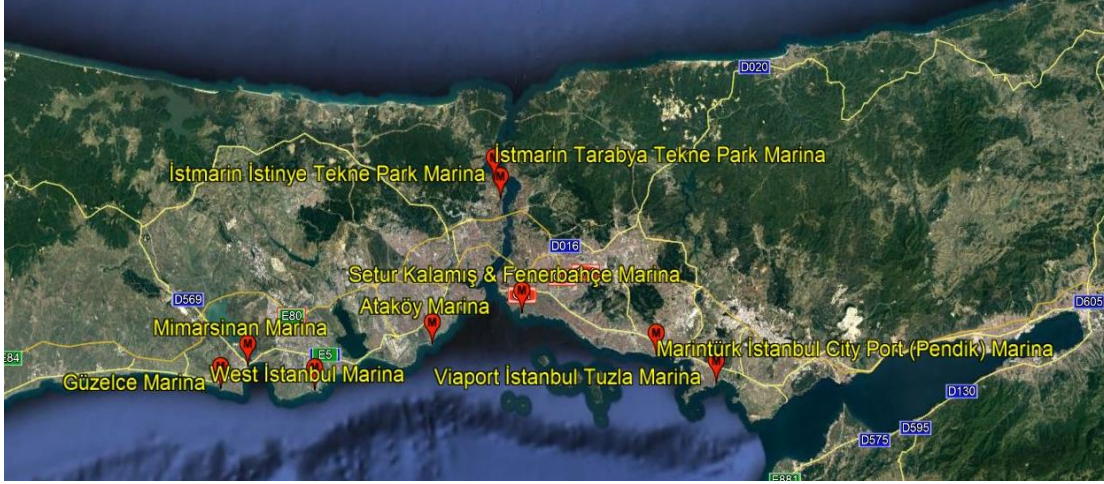 D020
İstmarin Tarabya Tekne Park Marina
İstmarin İstinye Tekne Park Marina
D016
Setur Kalamış & Fenerbahçe Marina
D569
Ataköy Marina
D605
E80
Mimarsinan Marina
E84
E5
Marintürk İstanbul City Port (Pendik) Marina
Güzelce Marina
West İstanbul Marina
Viaport İstanbul Tuzla Marina
D130
D595
D575
E881